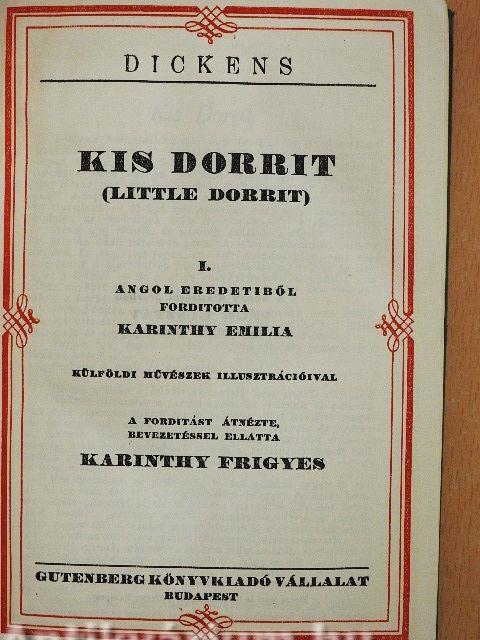 DICKENS
KIS DORRIT
(LITTLE DORRIT)
I.
ANGOL EREDETIBŐL
FORDITOTTA
KARINTHY EMILIA
KÜLFÖLDI MŰVÉSZEK ILLUSZTRÁCIÓIVAL
A FORDITÁST ÁTNÉZTE,
BEVEZETÉSSEL ELLÁTTA
KARINTHY FRIGYES
GUTENBERG KÖNYVKIADÓ VÁLLALAT
BUDAPEST